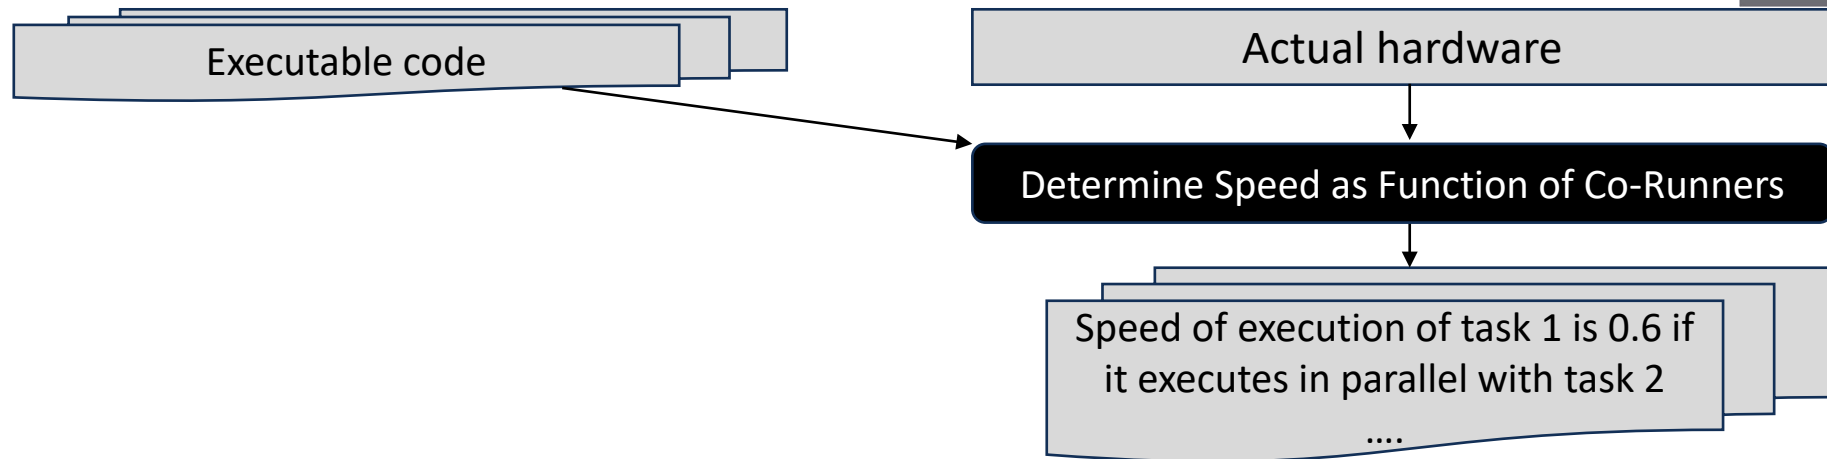 Executable code
Actual hardware
Determine Speed as Function of Co-Runners
Speed of execution of task 1 is 0.6 if
it executes in parallel with task 2
....